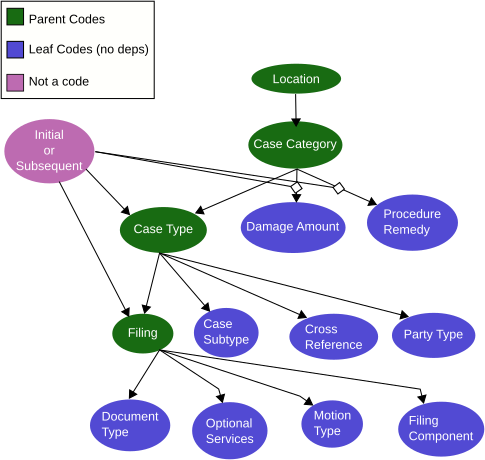 Parent Codes
Leaf Codes (no deps)
Not a code
Location
Initial
or
Subsequent
Case Category
Case Type
Damage Amount
Procedure
Remedy
Filing
Case
Subtype
Cross
Reference
Party Type
Document
Type
Optional
Services
Motion
Type
Filing
Component